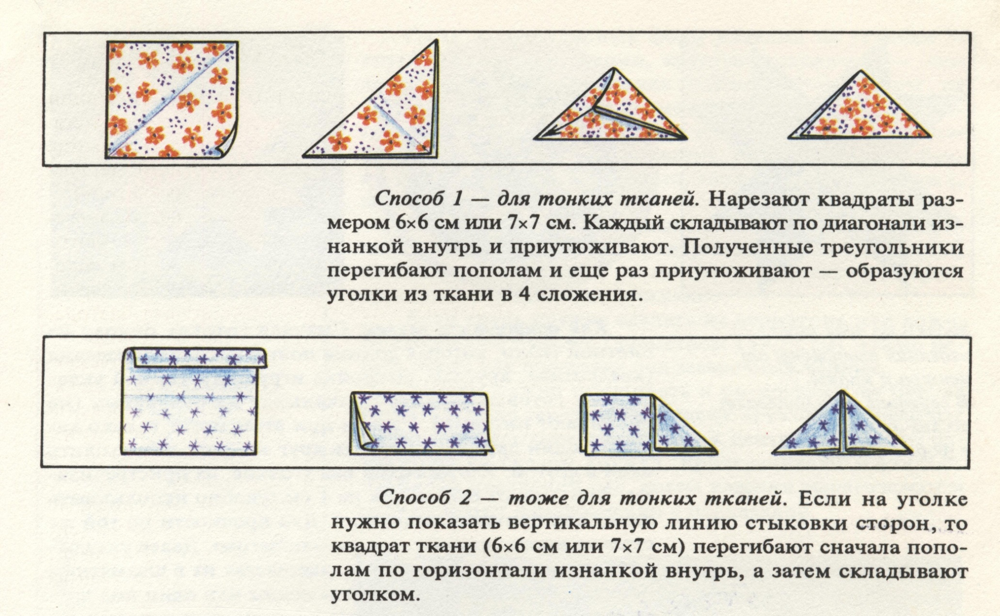 Способ 1 — для тонких тканей. Нарезают квадраты раз-
мером 6×6 см или 7×7 см. Каждый складывают по диагонали из-
нанкой внутрь и приутюживают. Полученные треугольники
перегибают пополам и еще раз приутюживают — образуются
уголки из ткани в 4 сложения.
Способ 2 — тоже для тонких тканей. Если на уголке
нужно показать вертикальную линию стыковки сторон, то
квадрат ткани (6×6 см или 7×7 см) перегибают сначала попо-
лам по горизонтали изнанкой внутрь, а затем складывают
уголком.